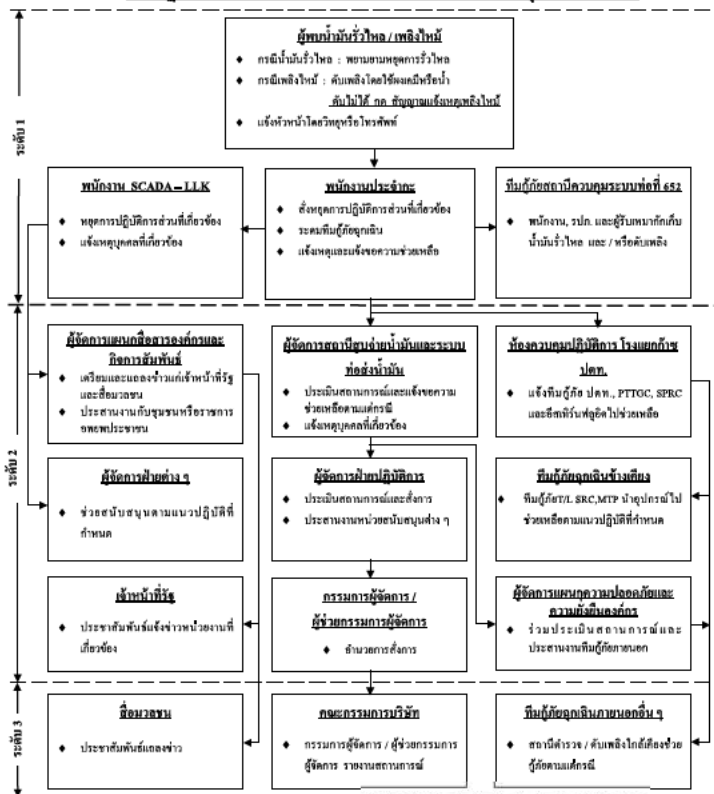 ระดับ 1
ผู้พบน้ำมันรั่วไหล / เพลิงไหม้
♦ กรณีน้ำมันรั่วไหล : พยายามหยุดการรั่วไหล
♦ กรณีเพลิงไหม้ : ดับเพลิงโดยใช้ผงเคมีหรือน้ำ
ดับไม่ได้ กด สัญญาณแจ้งเหตุเพลิงไหม้
♦ แจ้งหัวหน้าโดยวิทยุหรือโทรศัพท์
พนักงาน SCADA – LLK
♦ หยุดการปฏิบัติการส่วนที่เกี่ยวข้อง
♦ แจ้งเหตุบุคคลที่เกี่ยวข้อง
พนักงานประจำกะ
♦ สั่งหยุดการปฏิบัติการส่วนที่เกี่ยวข้อง
♦ ระดมทีมกู้ภัยฉุกเฉิน
♦ แจ้งเหตุและแจ้งขอความช่วยเหลือ
ทีมกู้ภัยสถานีควบคุมระบบท่อที่ 652
♦ พนักงาน, รปภ. และผู้รับเหมากักเก็บ
น้ำมันรั่วไหล และ / หรือดับเพลิง
ระดับ 2
ผู้จัดการแผนกสื่อสารองค์กรและ
กิจการสัมพันธ์
♦ เตรียมและแถลงข่าวแก่เจ้าหน้าที่รัฐ
และสื่อมวลชน
♦ ประสานงานกับชุมชนหรือราชการ
อพยพประชาชน
ผู้จัดการสถานีสูบจ่ายน้ำมันและระบบ
ท่อส่งน้ำมัน
♦ ประเมินสถานการณ์และแจ้งขอความ
ช่วยเหลือตามแต่กรณี
♦ แจ้งเหตุบุคคลที่เกี่ยวข้อง
ห้องควบคุมปฏิบัติการ โรงแยกก๊าซ
ปตท.
♦ แจ้งทีมกู้ภัย ปตท., PTTGC, SPRC
และอีสเทิร์นฟลูอิดไปช่วยเหลือ
ผู้จัดการฝ่ายต่าง ๆ
♦ ช่วยสนับสนุนตามแนวปฏิบัติที่
กำหนด
ผู้จัดการฝ่ายปฏิบัติการ
♦ ประเมินสถานการณ์และสั่งการ
♦ ประสานงานหน่วยสนับสนุนต่าง ๆ
ทีมกู้ภัยฉุกเฉินข้างเคียง
♦ ทีมกู้ภัยT/L SRC,MTP นำอุปกรณ์ไป
ช่วยเหลือตามแนวปฏิบัติที่กำหนด
เจ้าหน้าที่รัฐ
♦ ประชาสัมพันธ์แจ้งข่าวหน่วยงานที่
เกี่ยวข้อง
กรรมการผู้จัดการ /
ผู้ช่วยกรรมการผู้จัดการ
♦ อำนวยการสั่งการ
ผู้จัดการแผนกความปลอดภัยและ
ความยั่งยืนองค์กร
♦ ร่วมประเมินสถานการณ์และ
ประสานงานทีมกู้ภัยภายนอก
ระดับ 3
สื่อมวลชน
♦ ประชาสัมพันธ์แถลงข่าว
คณะกรรมการบริษัท
♦ กรรมการผู้จัดการ / ผู้ช่วยกรรมการ
ผู้จัดการ รายงานสถานการณ์
ทีมกู้ภัยฉุกเฉินภายนอกอื่น ๆ
♦ สถานีตำรวจ / ดับเพลิงใกล้เคียงช่วย
กู้ภัยตามแต่กรณี